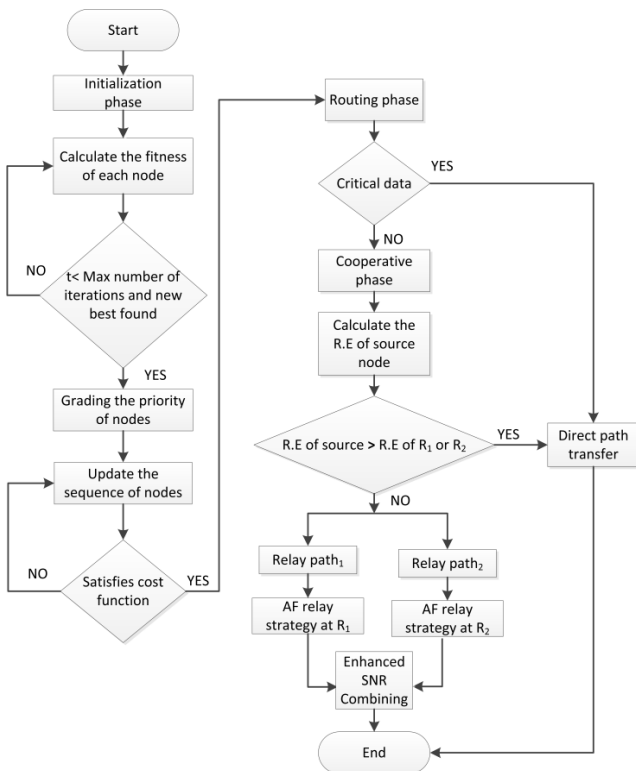 Start
Initialization
phase
Calculate the fitness
of each node
NO
t< Max number of
iterations and new
best found
YES
Grading the priority
of nodes
Update the
sequence of nodes
NO
Satisfies cost
function
YES
Routing phase
Critical data
YES
NO
Cooperative
phase
Calculate the
R.E of source
node
R.E of source > R.E of R₁ or R₂
YES
Direct path
transfer
NO
Relay path₁
Relay path₂
AF relay
strategy at R₁
AF relay
strategy at R₂
Enhanced
SNR
Combining
End